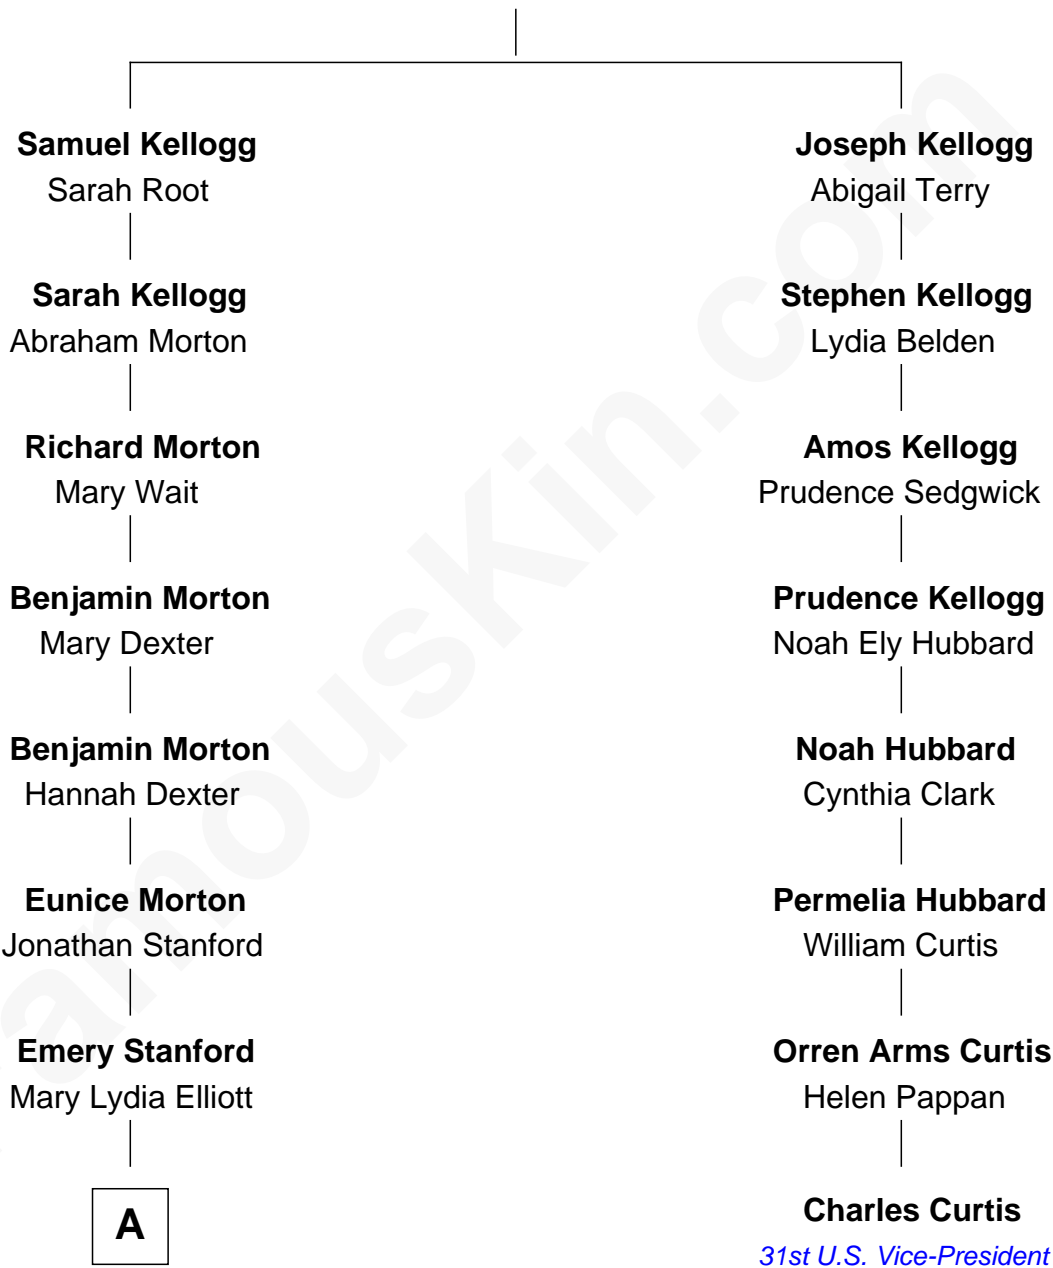 Samuel Kellogg
Sarah Root
Joseph Kellogg
Abigail Terry
Sarah Kellogg
Abraham Morton
Stephen Kellogg
Lydia Belden
Richard Morton
Mary Wait
Amos Kellogg
Prudence Sedgwick
Benjamin Morton
Mary Dexter
Prudence Kellogg
Noah Ely Hubbard
Benjamin Morton
Hannah Dexter
Noah Hubbard
Cynthia Clark
Eunice Morton
Jonathan Stanford
Permelia Hubbard
William Curtis
Emery Stanford
Mary Lydia Elliott
Orren Arms Curtis
Helen Pappan
A
Charles Curtis
31st U.S. Vice-President
amousKin.com